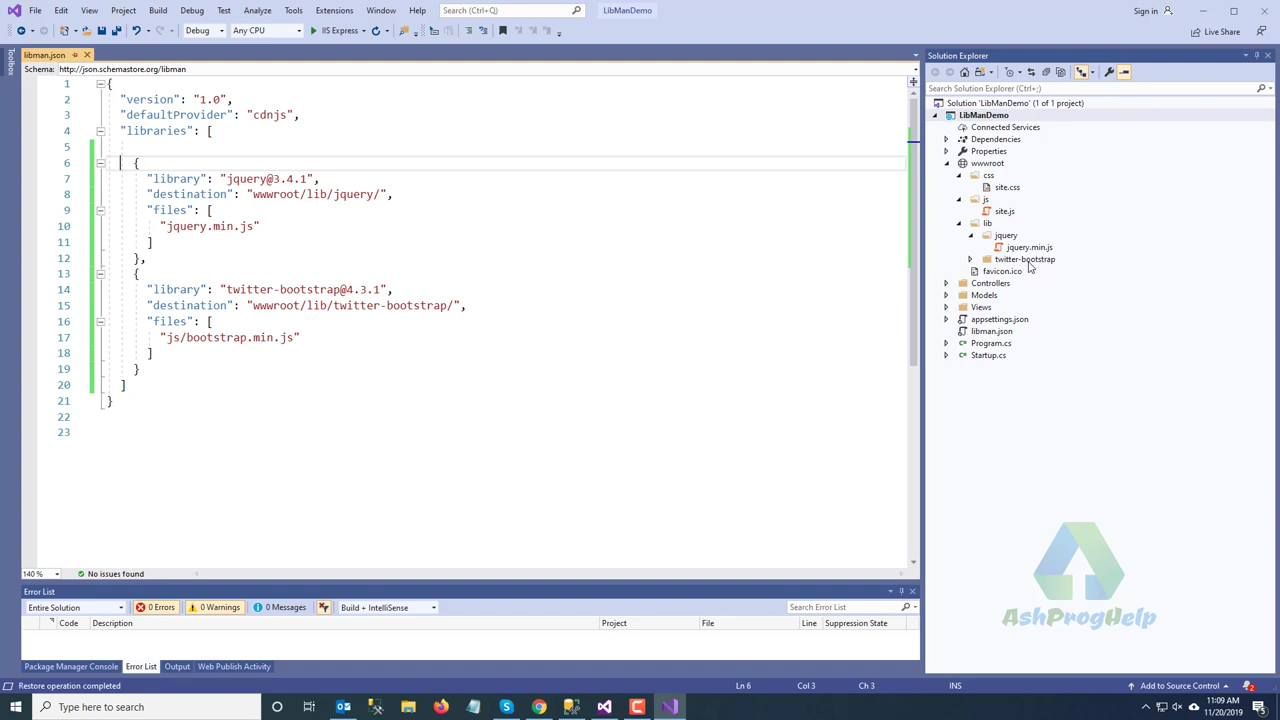 File Edit View Project Build Debug Test Analyze Tools Extensions Window Help Search (Ctrl+Q) LibManDemo Sign in
Debug Any CPU IIS Express Live Share
libman.json
Schema: http://json.schemastore.org/libman
Toolbox
1 {
2 "version": "1.0",
3 "defaultProvider": "cdnjs",
4 "libraries": [
5
6 {
7 "library": "jquery@3.4.1",
8 "destination": "wwwroot/lib/jquery/",
9 "files": [
10 "jquery.min.js"
11 ]
12 },
13 {
14 "library": "twitter-bootstrap@4.3.1",
15 "destination": "wwwroot/lib/twitter-bootstrap/",
16 "files": [
17 "js/bootstrap.min.js"
18 ]
19 }
20 ]
21 }
22
23
140 % No issues found
Solution Explorer
Search Solution Explorer (Ctrl+;)
Solution 'LibManDemo' (1 of 1 project)
LibManDemo
Connected Services
Dependencies
Properties
wwwroot
css
site.css
js
site.js
lib
jquery
jquery.min.js
twitter-bootstrap
favicon.ico
Controllers
Models
Views
appsettings.json
libman.json
Program.cs
Startup.cs
AshProgHelp
Error List
Entire Solution 0 Errors 0 Warnings 0 Messages Build + IntelliSense Search Error List
Code Description Project File Line Suppression State
Package Manager Console Error List Output Web Publish Activity
Restore operation completed Ln 6 Col 3 Ch 3 INS Add to Source Control 2
Type here to search
11:09 AM
11/20/2019